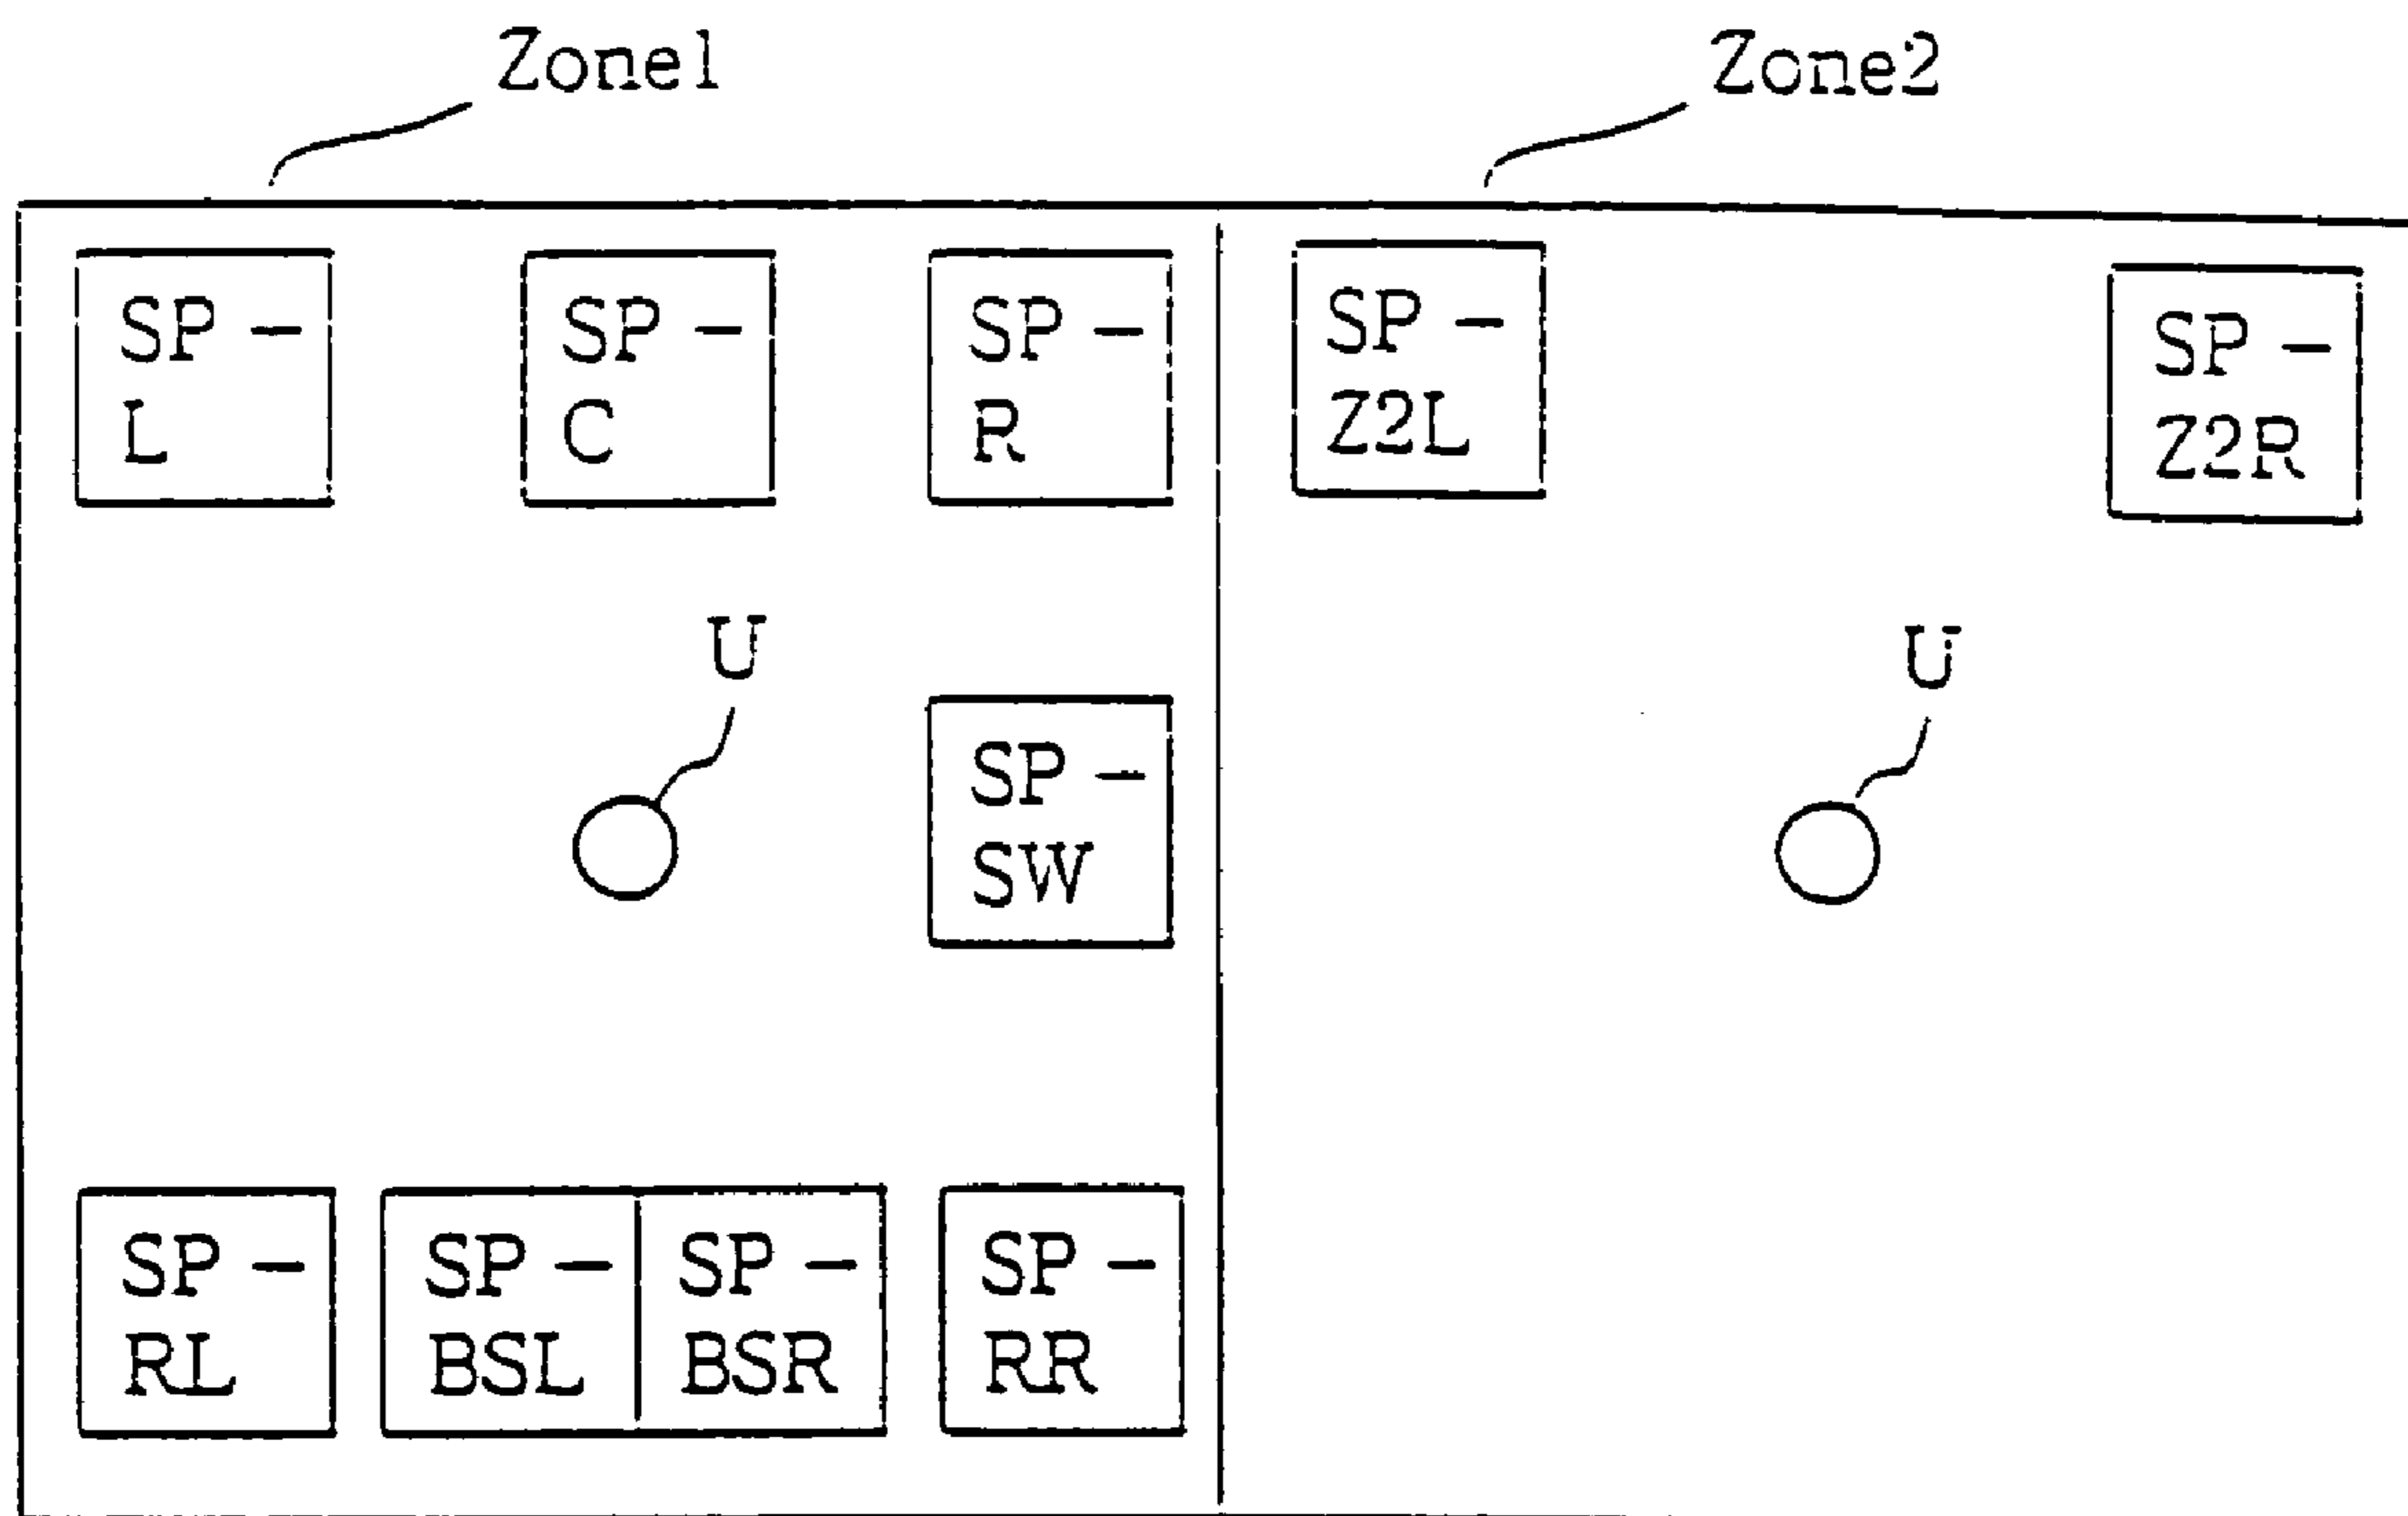 Zone1
Zone2
SP-
L
SP-
C
SP-
R
SP-
Z2L
SP-
Z2R
U
U
SP-
SW
SP-
RL
SP-
BSL
SP-
BSR
SP-
RR